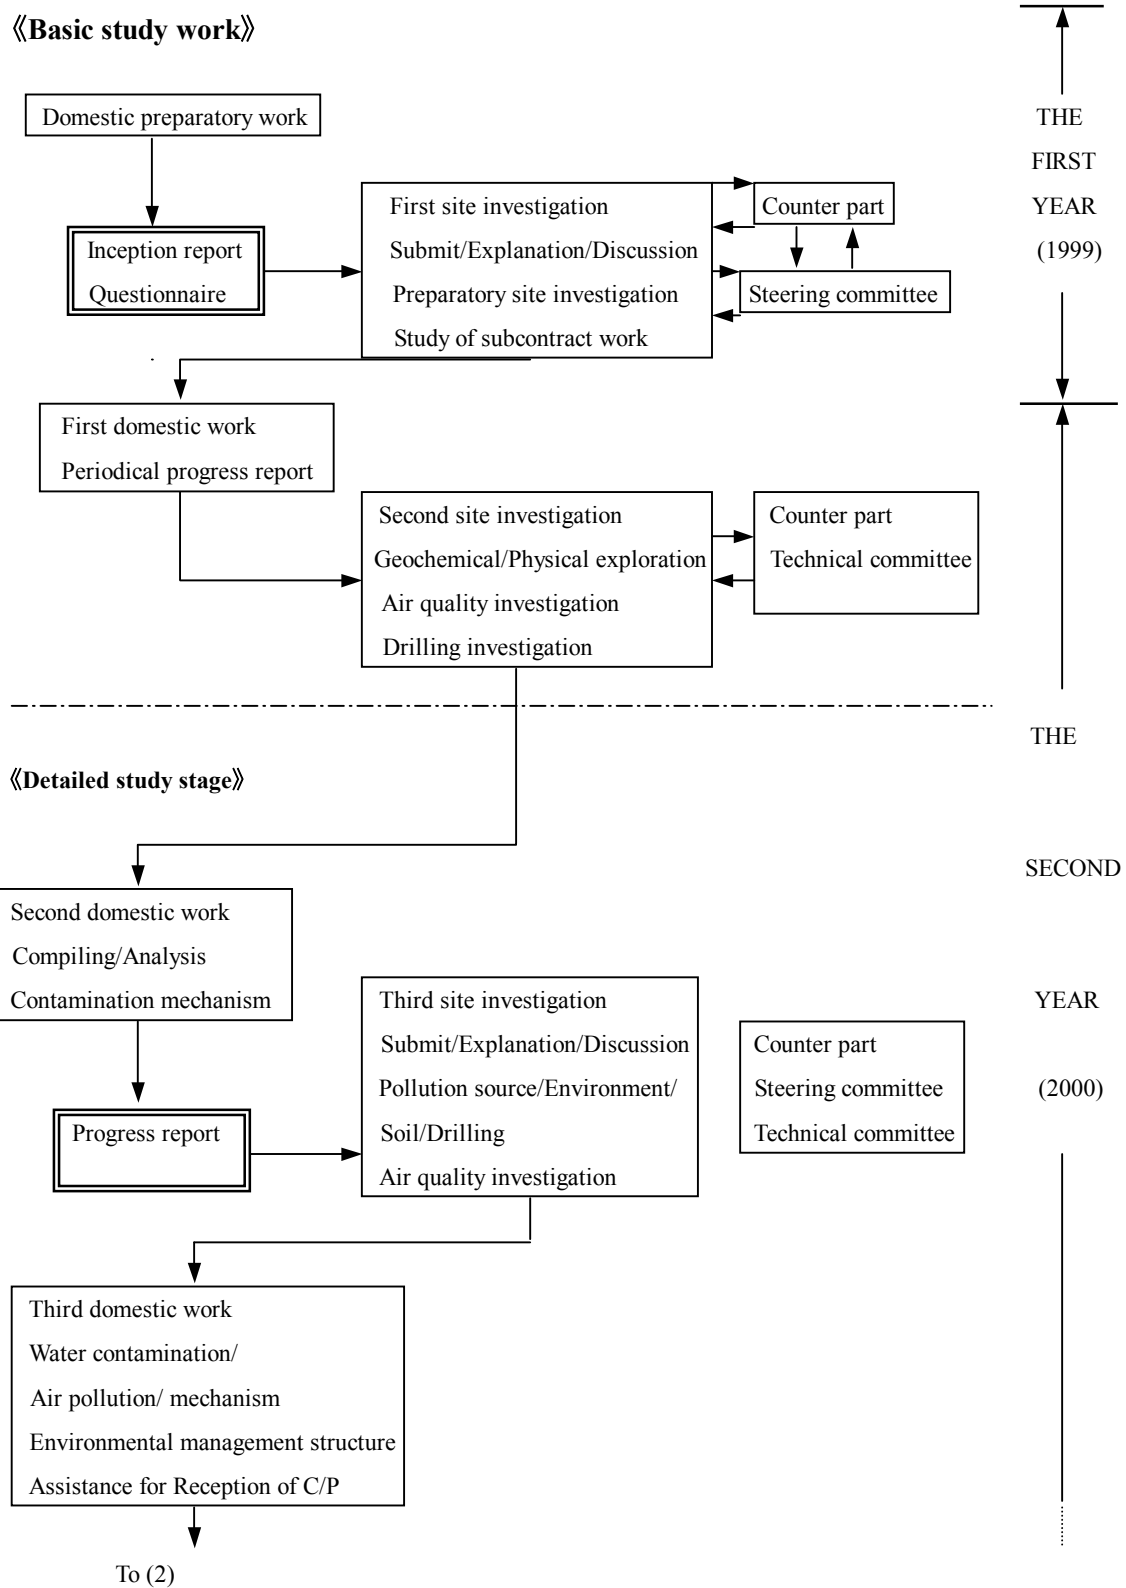 《Basic study work》
Domestic preparatory work
Inception report
Questionnaire
First site investigation
Submit/Explanation/Discussion
Preparatory site investigation
Study of subcontract work
Counter part
Steering committee
THE
FIRST
YEAR
(1999)
First domestic work
Periodical progress report
Second site investigation
Geochemical/Physical exploration
Air quality investigation
Drilling investigation
Counter part
Technical committee
《Detailed study stage》
Second domestic work
Compiling/Analysis
Contamination mechanism
Progress report
Third site investigation
Submit/Explanation/Discussion
Pollution source/Environment/
Soil/Drilling
Air quality investigation
Counter part
Steering committee
Technical committee
THE
SECOND
YEAR
(2000)
Third domestic work
Water contamination/
Air pollution/ mechanism
Environmental management structure
Assistance for Reception of C/P
To (2)